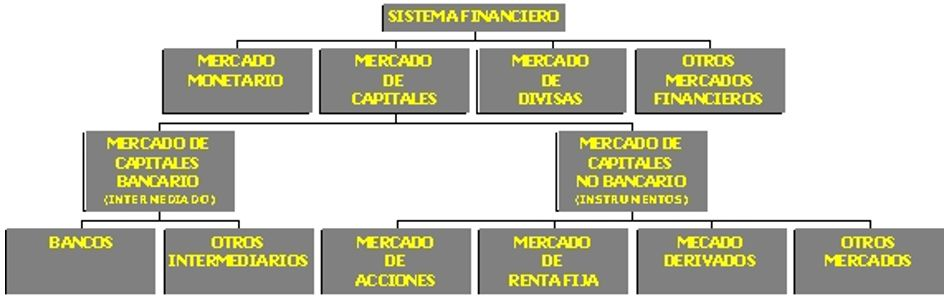 SISTEMA FINANCIERO
MERCADO
MONETARIO
MERCADO
DE
CAPITALES
MERCADO
DE
DIVISAS
OTROS
MERCADOS
FINANCIEROS
MERCADO DE
CAPITALES
BANCARIO
(INTERMEDIADO)
MERCADO DE
CAPITALES
NO BANCARIO
(INSTRUMENTOS)
BANCOS
OTROS
INTERMEDIARIOS
MERCADO
DE
ACCIONES
MERCADO
DE
RENTA FIJA
MECADO
DERIVADOS
OTROS
MERCADOS